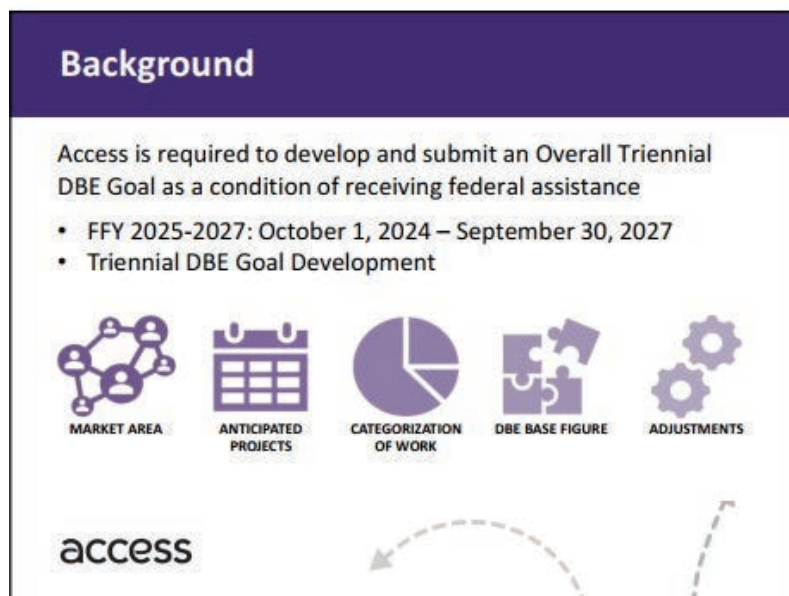 Background
Access is required to develop and submit an Overall Triennial
DBE Goal as a condition of receiving federal assistance
• FFY 2025-2027: October 1, 2024 – September 30, 2027
• Triennial DBE Goal Development
MARKET AREA
ANTICIPATED
PROJECTS
CATEGORIZATION
OF WORK
DBE BASE FIGURE
ADJUSTMENTS
access